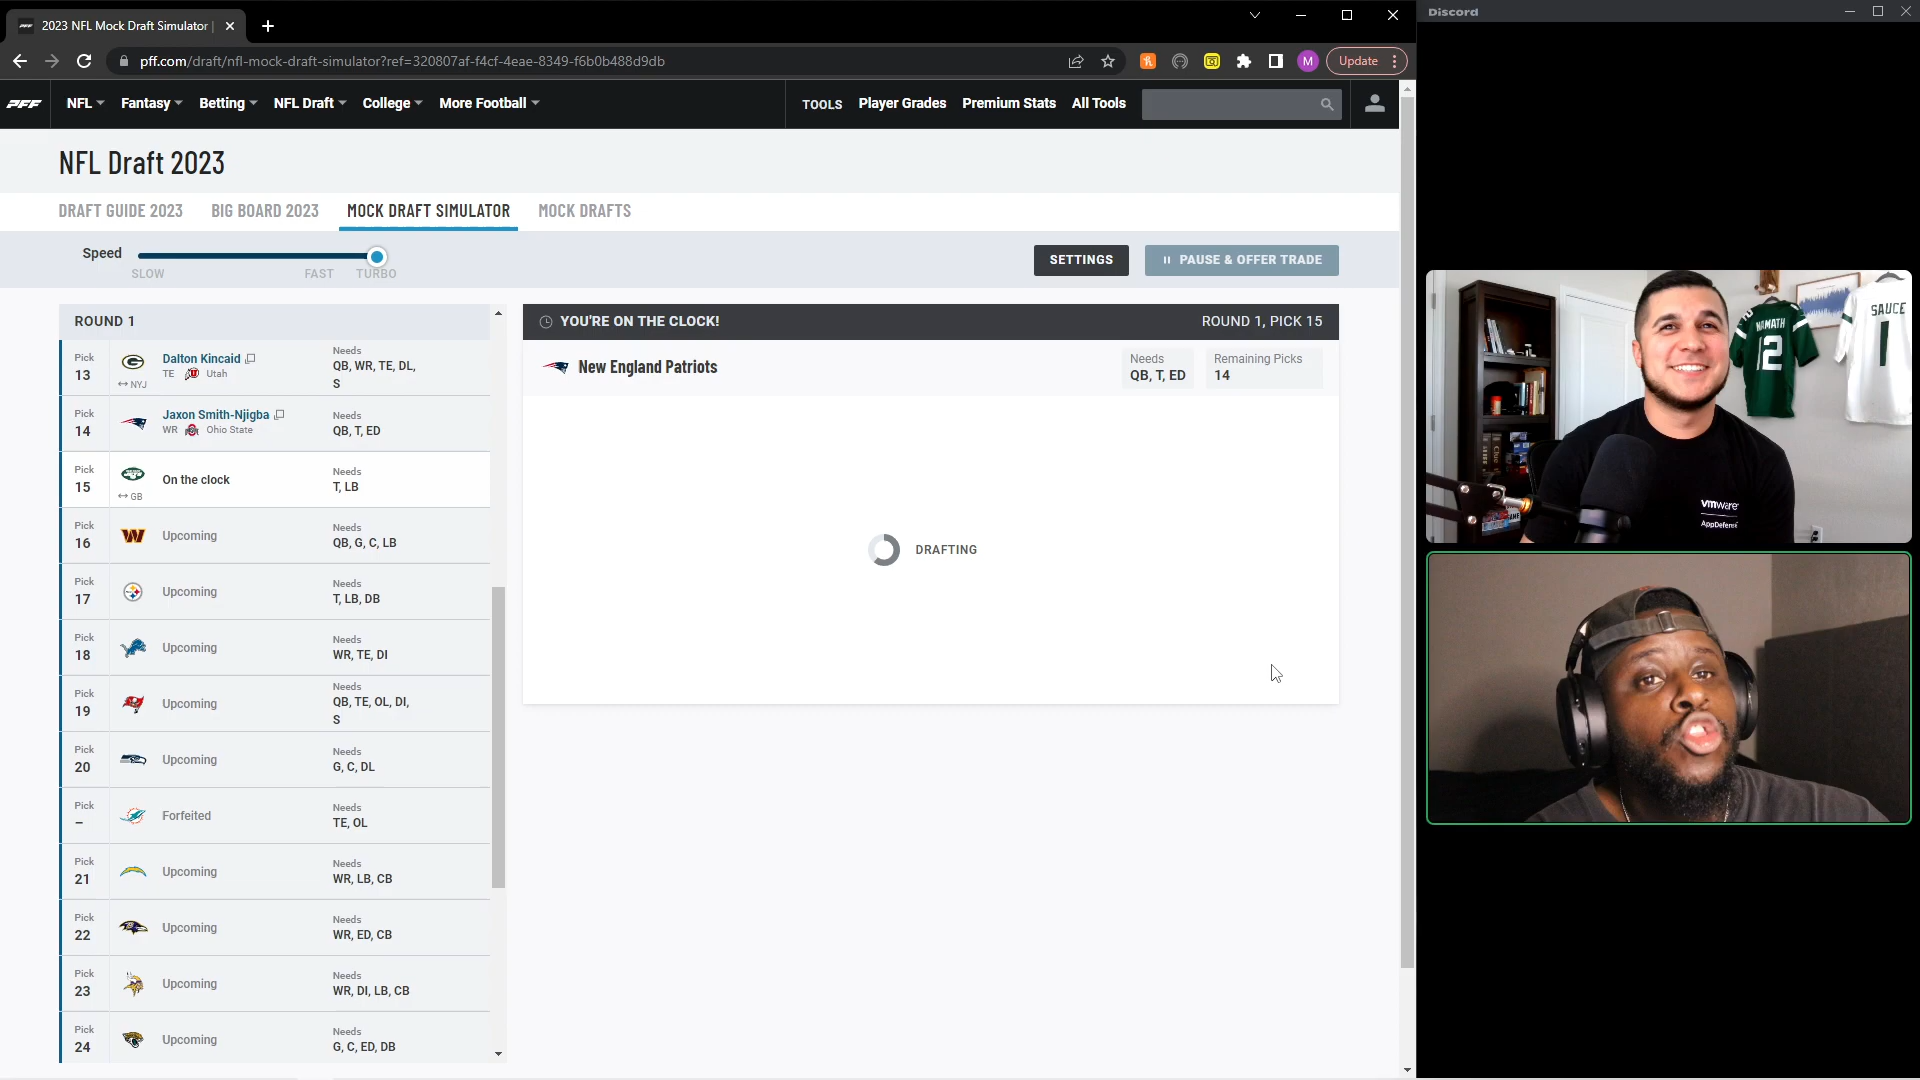 2023 NFL Mock Draft Simulator |
Discord
pff.com/draft/nfl-mock-draft-simulator?ref=320807af-f4cf-4eae-8349-f6b0b488d9db
M
Update
PFF
NFL
Fantasy
Betting
NFL Draft
College
More Football
TOOLS
Player Grades
Premium Stats
All Tools
NFL Draft 2023
DRAFT GUIDE 2023
BIG BOARD 2023
MOCK DRAFT SIMULATOR
MOCK DRAFTS
Speed
SLOW
FAST
TURBO
SETTINGS
PAUSE & OFFER TRADE
ROUND 1
Pick
13
NYJ
Dalton Kincaid
TE Utah
Needs
QB, WR, TE, DL,
S
Pick
14
Jaxon Smith-Njigba
WR Ohio State
Needs
QB, T, ED
Pick
15
GB
On the clock
Needs
T, LB
Pick
16
Upcoming
Needs
QB, G, C, LB
Pick
17
Upcoming
Needs
T, LB, DB
Pick
18
Upcoming
Needs
WR, TE, DI
Pick
19
Upcoming
Needs
QB, TE, OL, DI,
S
Pick
20
Upcoming
Needs
G, C, DL
Pick
–
Forfeited
Needs
TE, OL
Pick
21
Upcoming
Needs
WR, LB, CB
Pick
22
Upcoming
Needs
WR, ED, CB
Pick
23
Upcoming
Needs
WR, DI, LB, CB
Pick
24
Upcoming
Needs
G, C, ED, DB
YOU'RE ON THE CLOCK!
ROUND 1, PICK 15
New England Patriots
Needs
QB, T, ED
Remaining Picks
14
DRAFTING
NAMATH
12
SAUCE
1
vmware
AppDefense